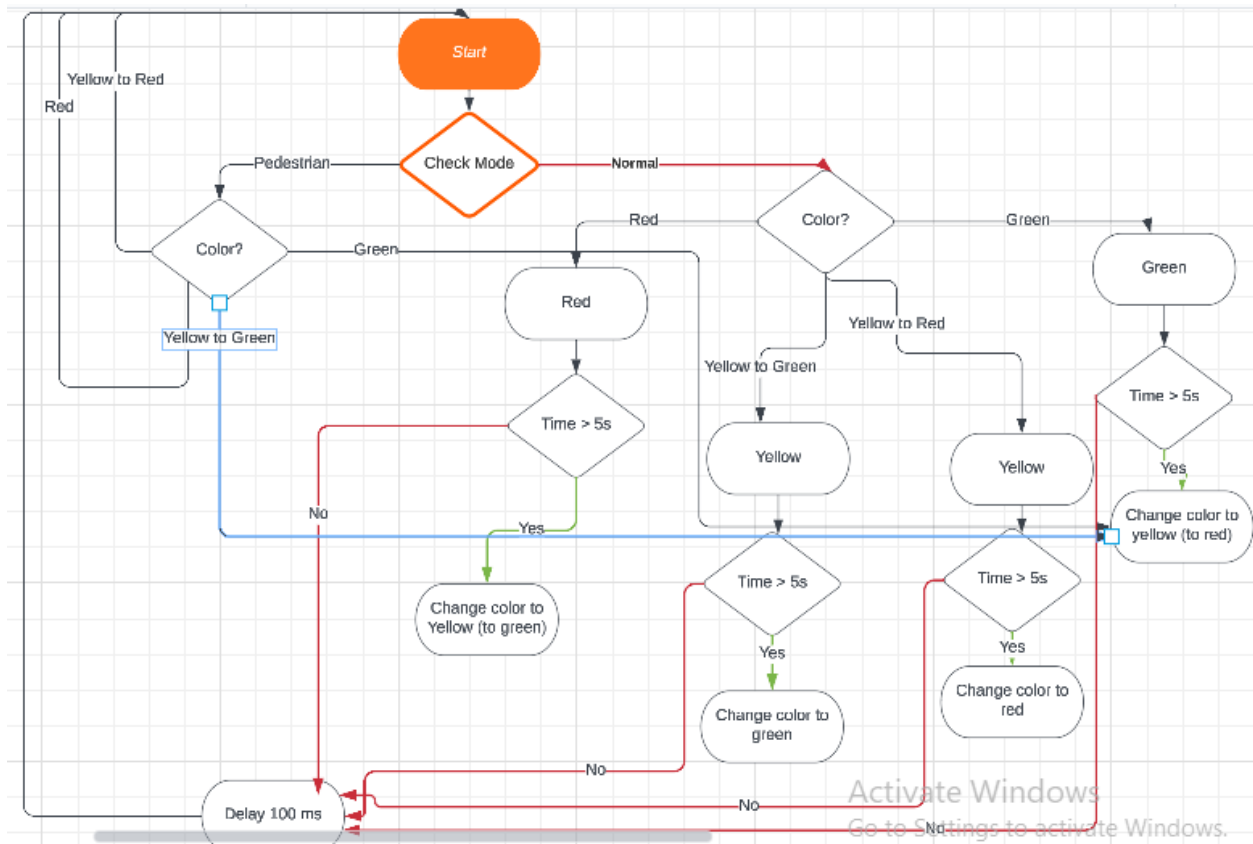 Start
Yellow to Red
Red
Pedestrian
Check Mode
Normal
Color?
Green
Yellow to Green
Color?
Red
Green
Red
Green
Yellow to Red
Yellow to Green
Time > 5s
Time > 5s
Yellow
Yellow
No
Yes
Yes
Change color to
yellow (to red)
Change color to
Yellow (to green)
Time > 5s
Time > 5s
Yes
Yes
Change color to
green
Change color to
red
No
No
No
Delay 100 ms
Activate Windows
Go to Settings to activate Windows.